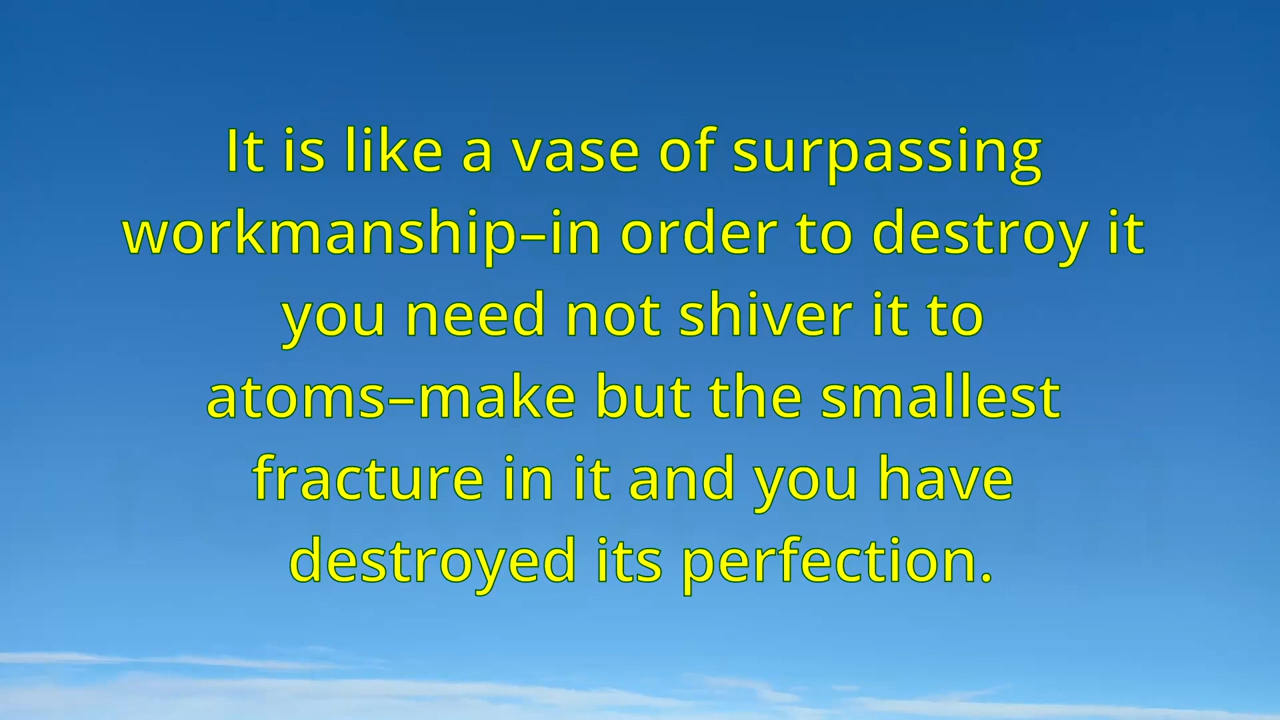 It is like a vase of surpassing
workmanship–in order to destroy it
you need not shiver it to
atoms–make but the smallest
fracture in it and you have
destroyed its perfection.